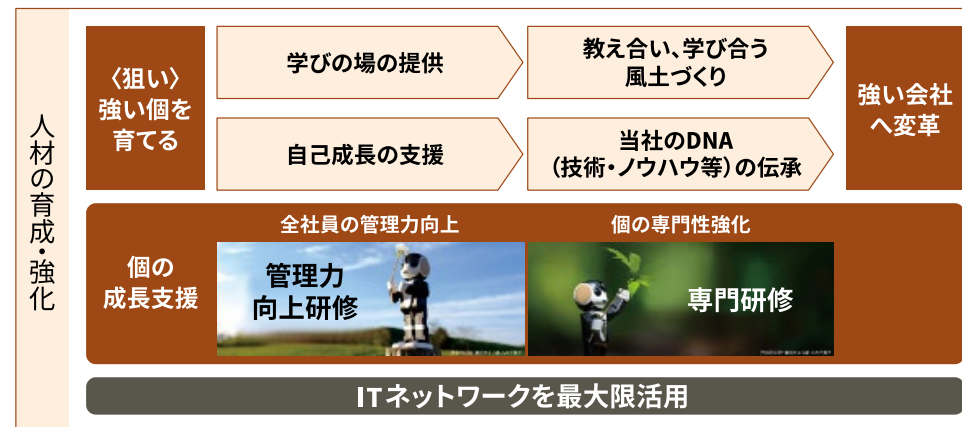 人材の育成・強化
〈狙い〉
強い個を
育てる
学びの場の提供
教え合い、学び合う
風土づくり
強い会社
へ変革
自己成長の支援
当社のDNA
（技術・ノウハウ等）の伝承
個の
成長支援
全社員の管理力向上
個の専門性強化
管理力
向上研修
専門研修
ITネットワークを最大限活用